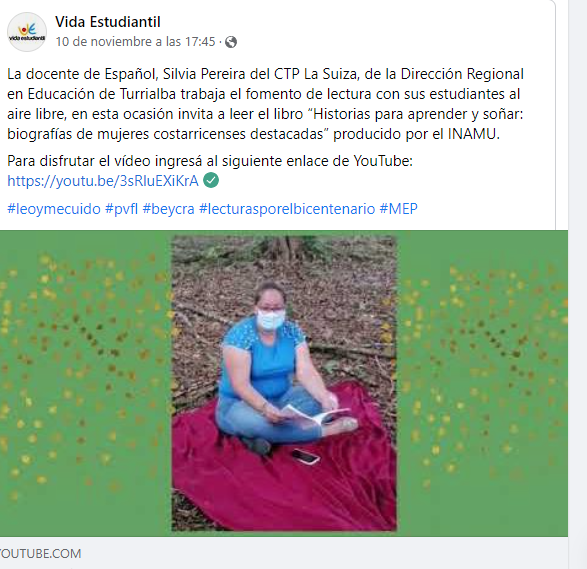 Vida Estudiantil
10 de noviembre a las 17:45 ·
vida estudiantil
La docente de Español, Silvia Pereira del CTP La Suiza, de la Dirección Regional
en Educación de Turrialba trabaja el fomento de lectura con sus estudiantes al
aire libre, en esta ocasión invita a leer el libro “Historias para aprender y soñar:
biografías de mujeres costarricenses destacadas” producido por el INAMU.
Para disfrutar el vídeo ingresá al siguiente enlace de YouTube:
https://youtu.be/3sRluEXiKrA
#leoymecuido #pvfl #beycra #lecturasporelbicentenario #MEP
YOUTUBE.COM